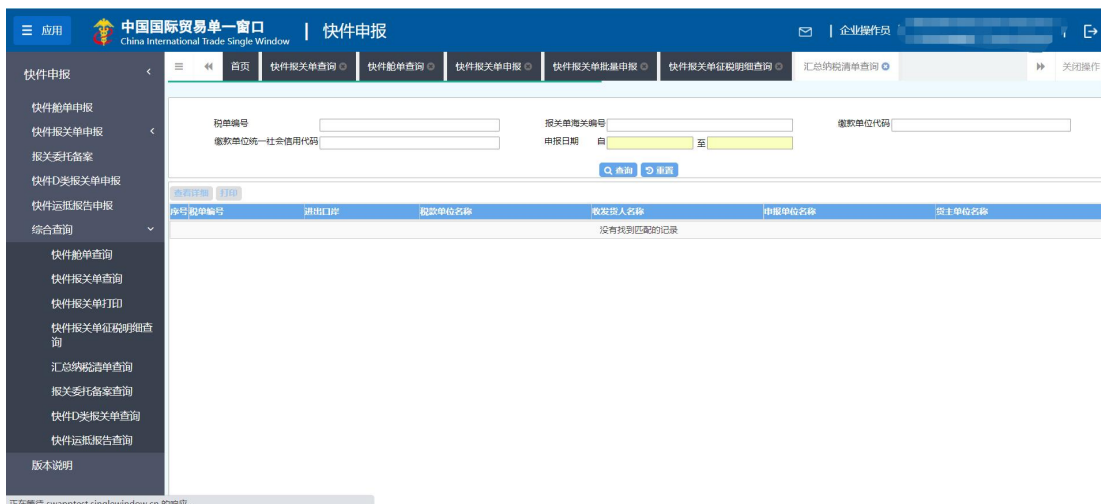 应用
中国国际贸易单一窗口 | 快件申报
China International Trade Single Window
企业操作员
快件申报
首页 快件报关单查询 快件舱单查询 快件报关单申报 快件报关单批量申报 快件报关单征税明细查询 汇总纳税清单查询 关闭操作
快件舱单申报
快件报关单申报
报关委托备案
快件D类报关单申报
快件运抵报告申报
综合查询
快件舱单查询
快件报关单查询
快件报关单打印
快件报关单征税明细查
询
汇总纳税清单查询
报关委托备案查询
快件D类报关单查询
快件运抵报告查询
版本说明
税单编号 报关单海关编号 缴款单位代码
缴款单位统一社会信用代码 申报日期 自 至
查询 重置
查看详细 打印
序号 税单编号 进出口岸 税款单位名称 收发货人名称 申报单位名称 货主单位名称
没有找到匹配的记录
正在等待 swapptest.singlewindow.cn 的响应